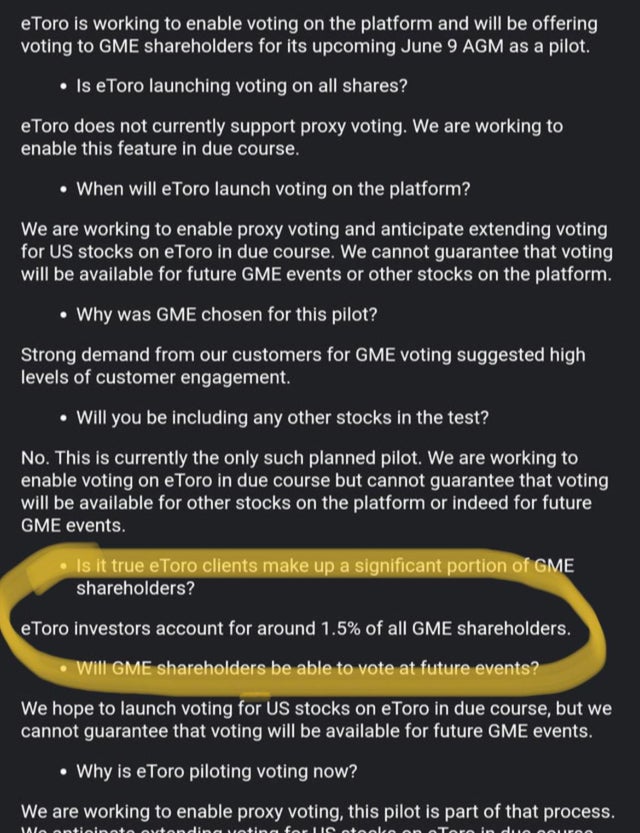 eToro is working to enable voting on the platform and will be offering
voting to GME shareholders for its upcoming June 9 AGM as a pilot.
• Is eToro launching voting on all shares?
eToro does not currently support proxy voting. We are working to
enable this feature in due course.
• When will eToro launch voting on the platform?
We are working to enable proxy voting and anticipate extending voting
for US stocks on eToro in due course. We cannot guarantee that voting
will be available for future GME events or other stocks on the platform.
• Why was GME chosen for this pilot?
Strong demand from our customers for GME voting suggested high
levels of customer engagement.
• Will you be including any other stocks in the test?
No. This is currently the only such planned pilot. We are working to
enable voting on eToro in due course but cannot guarantee that voting
will be available for other stocks on the platform or indeed for future
GME events.
• Is it true eToro clients make up a significant portion of GME
shareholders?
eToro investors account for around 1.5% of all GME shareholders.
• Will GME shareholders be able to vote at future events?
We hope to launch voting for US stocks on eToro in due course, but we
cannot guarantee that voting will be available for future GME events.
• Why is eToro piloting voting now?
We are working to enable proxy voting, this pilot is part of that process.
We anticipate extending voting for US stocks on eToro in due course